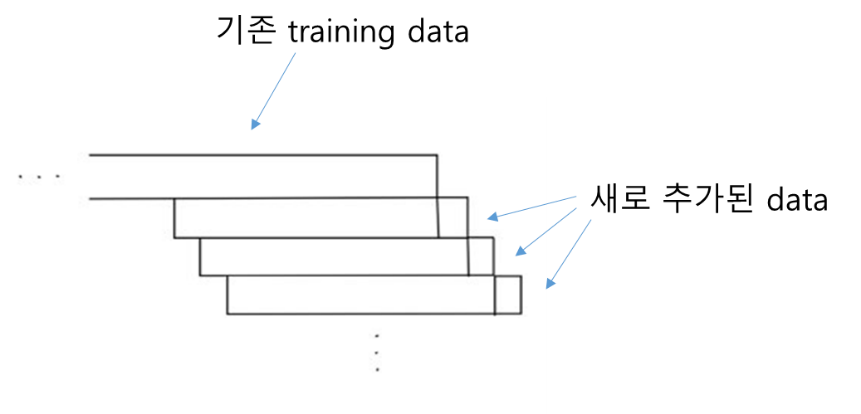 기존 training data
. . .
새로 추가된 data